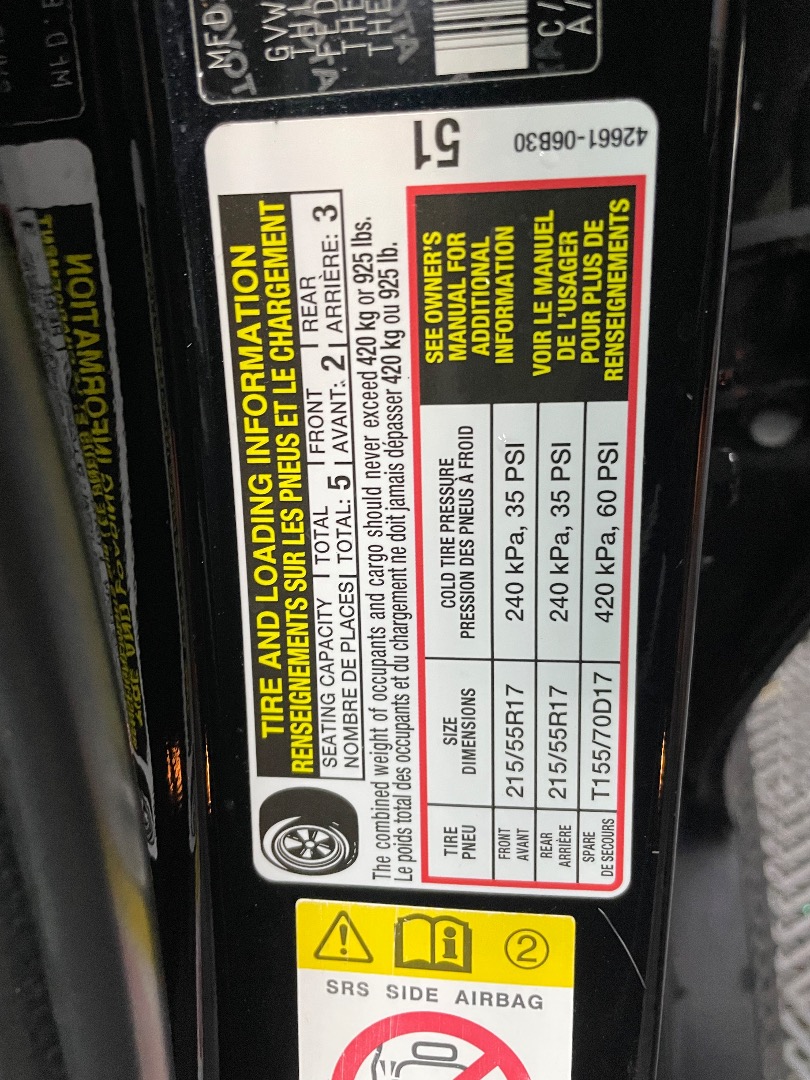 MFD
GVW
THE
THE
C/
A/
51
42661-06B30
TIRE AND LOADING INFORMATION
RENSEIGNEMENTS SUR LES PNEUS ET LE CHARGEMENT
SEATING CAPACITY | TOTAL | FRONT | REAR
NOMBRE DE PLACES | TOTAL: 5 | AVANT: 2 | ARRIÈRE: 3
The combined weight of occupants and cargo should never exceed 420 kg or 925 lbs.
Le poids total des occupants et du chargement ne doit jamais dépasser 420 kg ou 925 lb.
TIRE
PNEU
SIZE
DIMENSIONS
COLD TIRE PRESSURE
PRESSION DES PNEUS À FROID
FRONT
AVANT
215/55R17
240 kPa, 35 PSI
REAR
ARRIÈRE
215/55R17
240 kPa, 35 PSI
SPARE
DE SECOURS
T155/70D17
420 kPa, 60 PSI
SEE OWNER'S
MANUAL FOR
ADDITIONAL
INFORMATION
VOIR LE MANUEL
DE L'USAGER
POUR PLUS DE
RENSEIGNEMENTS
2
SRS SIDE AIRBAG